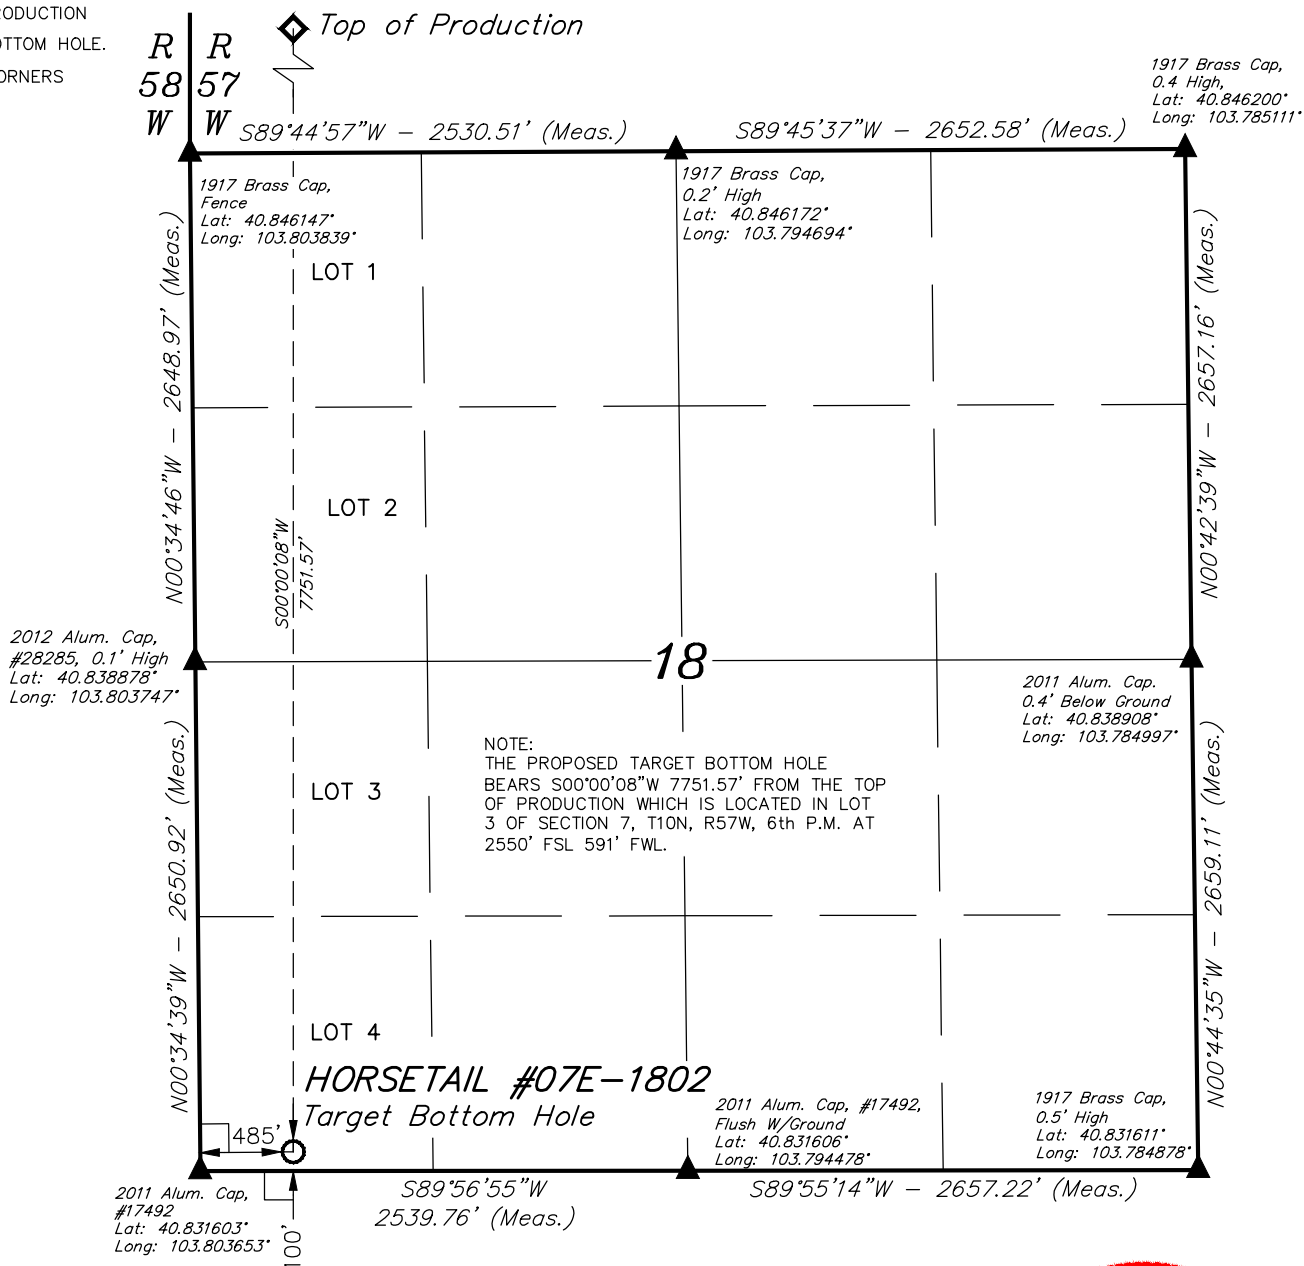 OTTOM HOLE.
ORNERS
R R
58 57
W W
Top of Production
1917 Brass Cap,
0.4 High,
Lat: 40.846200°
Long: 103.785111°
S89°44'57"W - 2530.51' (Meas.)
S89°45'37"W - 2652.58' (Meas.)
1917 Brass Cap,
Fence
Lat: 40.846147°
Long: 103.803839°
1917 Brass Cap,
0.2' High
Lat: 40.846172°
Long: 103.794694°
LOT 1
N00°34'46"W - 2648.97' (Meas.)
N00°42'39"W - 2657.16' (Meas.)
LOT 2
S00°00'08"W
7751.57'
2012 Alum. Cap,
#28285, 0.1' High
Lat: 40.838878°
Long: 103.803747°
18
2011 Alum. Cap.
0.4' Below Ground
Lat: 40.838908°
Long: 103.784997°
NOTE:
THE PROPOSED TARGET BOTTOM HOLE
BEARS S00°00'08"W 7751.57' FROM THE TOP
OF PRODUCTION WHICH IS LOCATED IN LOT
3 OF SECTION 7, T10N, R57W, 6th P.M. AT
2550' FSL 591' FWL.
LOT 3
N00°34'39"W - 2650.92' (Meas.)
N00°44'35"W - 2659.11' (Meas.)
LOT 4
HORSETAIL #07E-1802
Target Bottom Hole
485'
2011 Alum. Cap, #17492,
Flush W/Ground
Lat: 40.831606°
Long: 103.794478°
1917 Brass Cap,
0.5' High
Lat: 40.831611°
Long: 103.784878°
2011 Alum. Cap,
#17492
Lat: 40.831603°
Long: 103.803653°
100'
S89°56'55"W
2539.76' (Meas.)
S89°55'14"W - 2657.22' (Meas.)